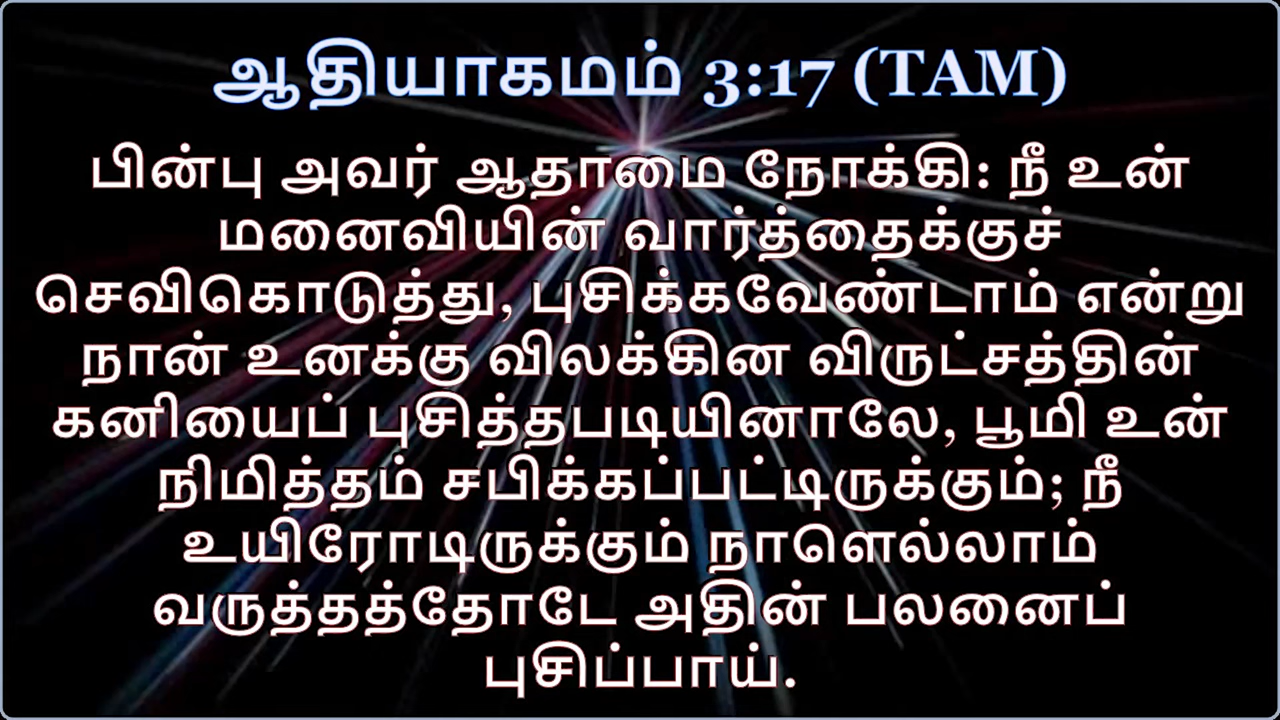 ஆதியாகமம் 3:17 (TAM)
பின்பு அவர் ஆதாமை நோக்கி: நீ உன்
மனைவியின் வார்த்தைக்குச்
செவிகொடுத்து, புசிக்கவேண்டாம் என்று
நான் உனக்கு விலக்கின விருட்சத்தின்
கனியைப் புசித்தபடியினாலே, பூமி உன்
நிமித்தம் சபிக்கப்பட்டிருக்கும்; நீ
உயிரோடிருக்கும் நாளெல்லாம்
வருத்தத்தோடே அதின் பலனைப்
புசிப்பாய்.